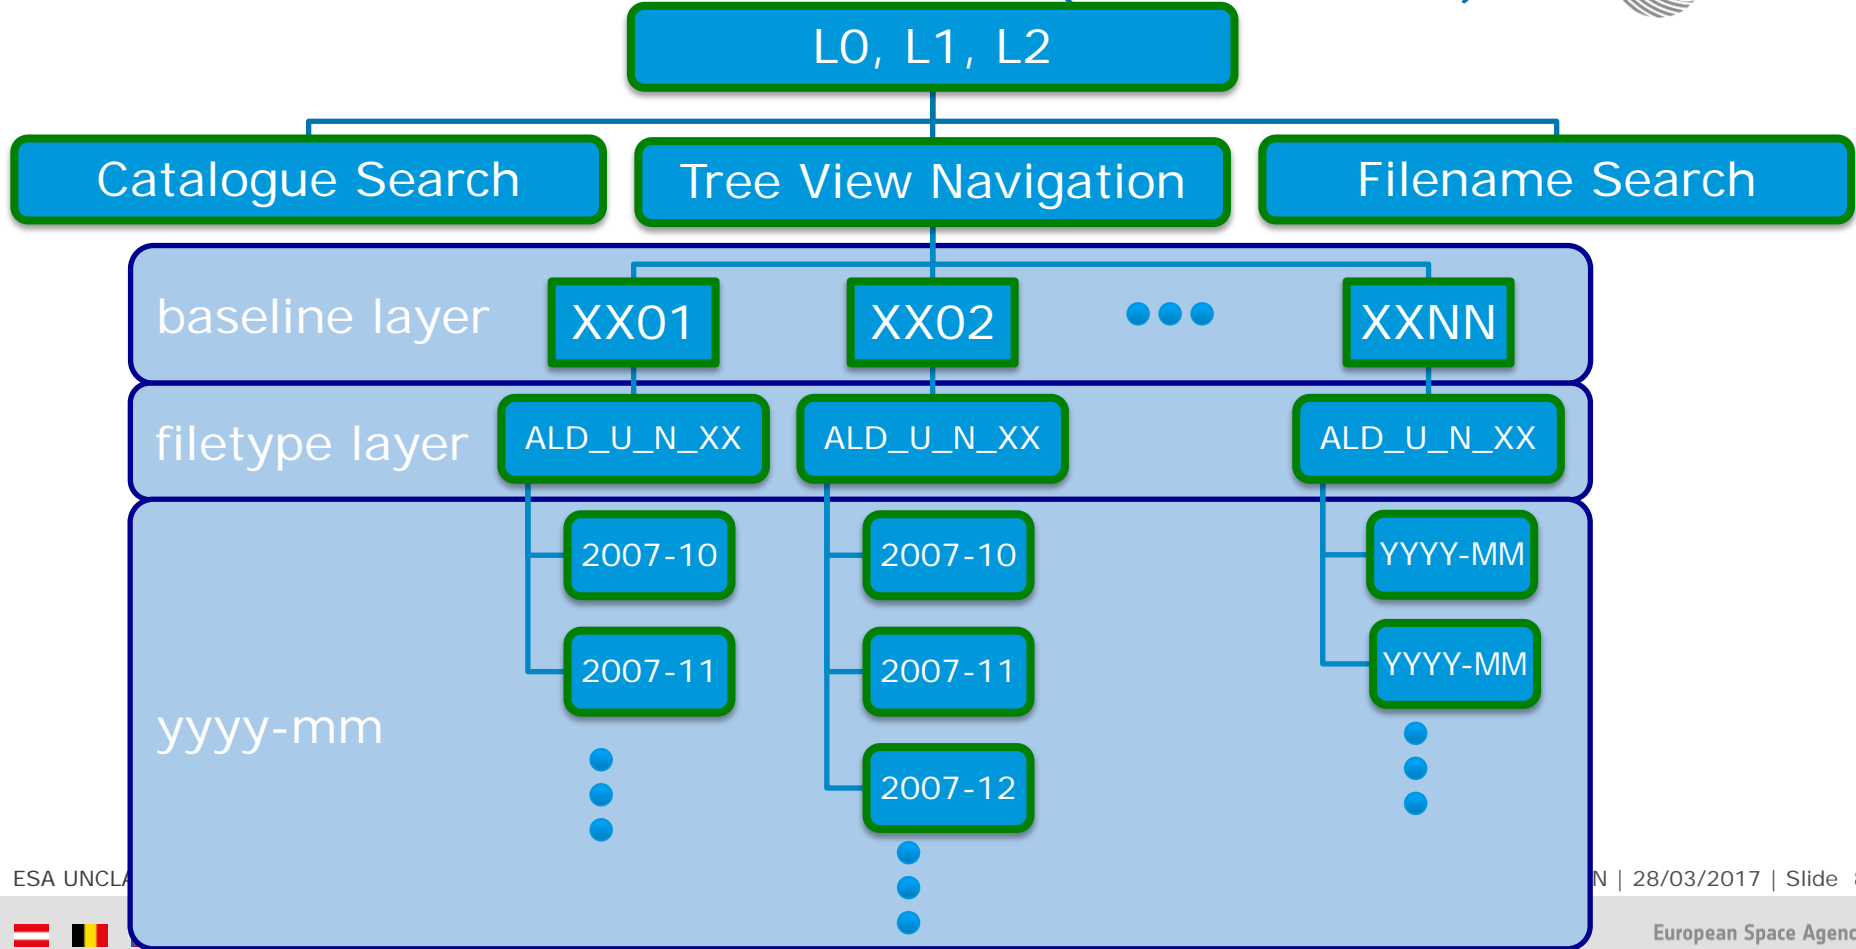 L0, L1, L2
Catalogue Search
Tree View Navigation
Filename Search
baseline layer
XX01
XX02
XXNN
filetype layer
ALD_U_N_XX
ALD_U_N_XX
ALD_U_N_XX
2007-10
2007-10
YYYY-MM
2007-11
2007-11
YYYY-MM
yyyy-mm
2007-12
ESA
N | 28/03/2017 | Slide
European Space